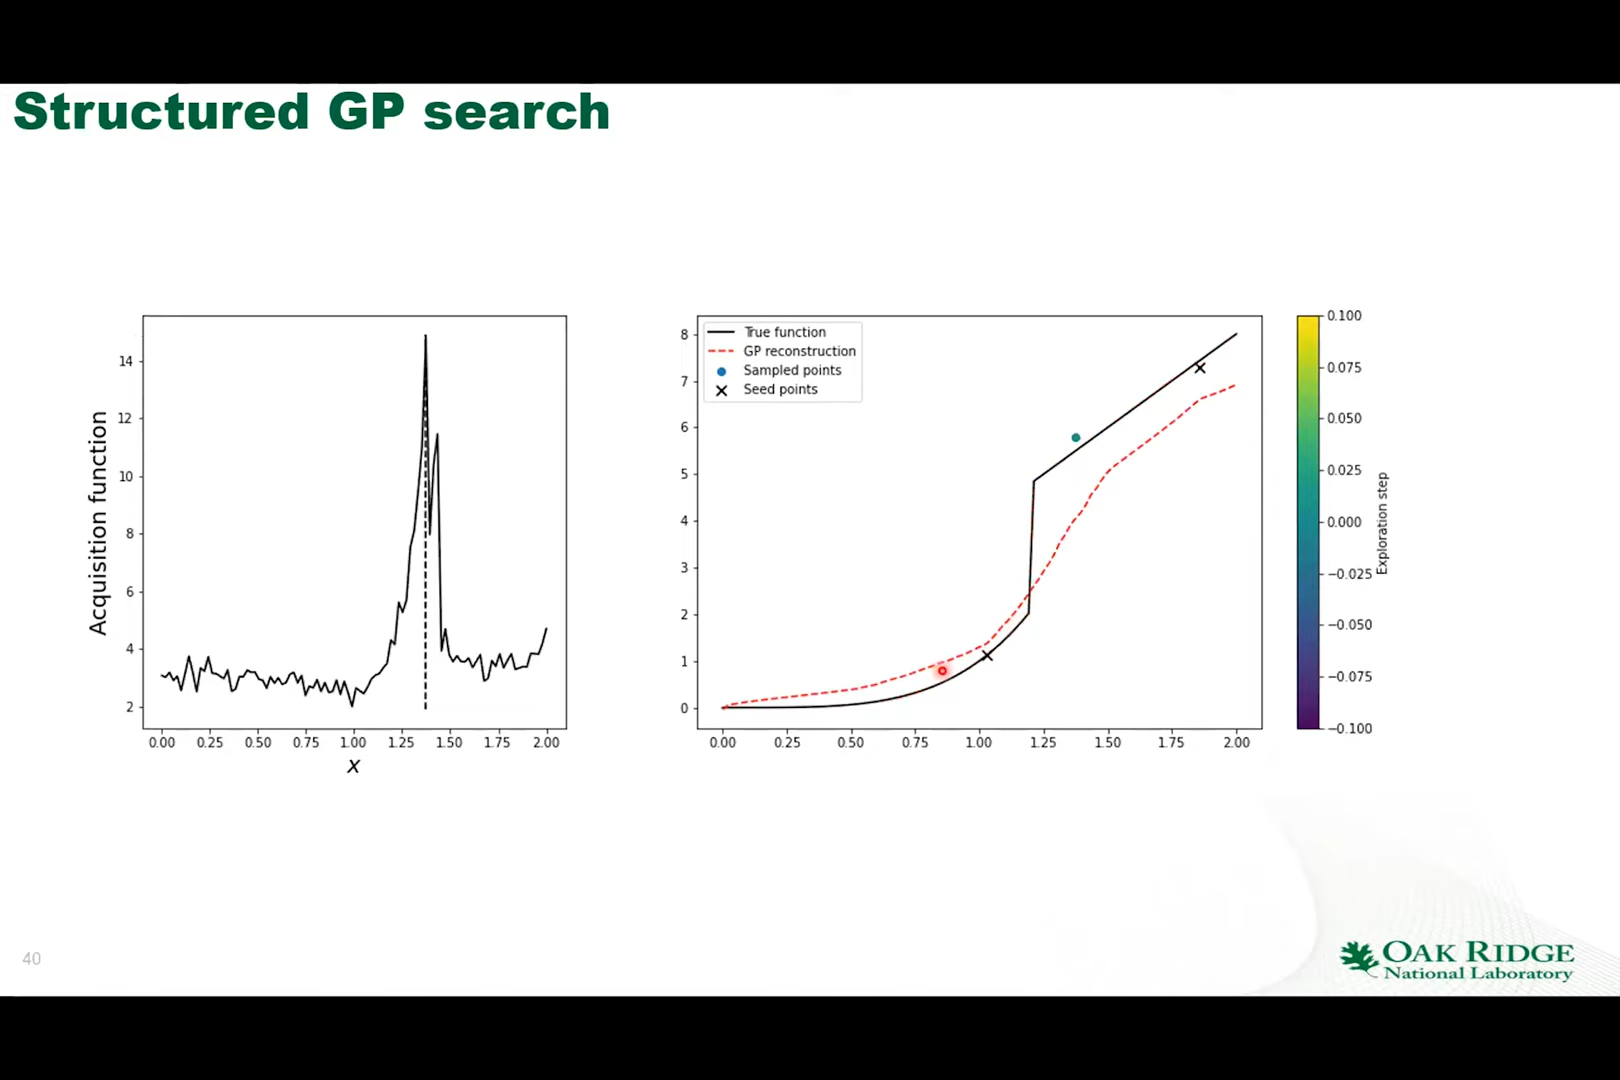 Structured GP search
Acquisition function
14
12
10
8
6
4
2
0.00 0.25 0.50 0.75 1.00 1.25 1.50 1.75 2.00
x
True function
GP reconstruction
Sampled points
Seed points
8
7
6
5
4
3
2
1
0
0.00 0.25 0.50 0.75 1.00 1.25 1.50 1.75 2.00
0.100
0.075
0.050
0.025
0.000
−0.025
−0.050
−0.075
−0.100
Exploration step
40
OAK RIDGE
National Laboratory